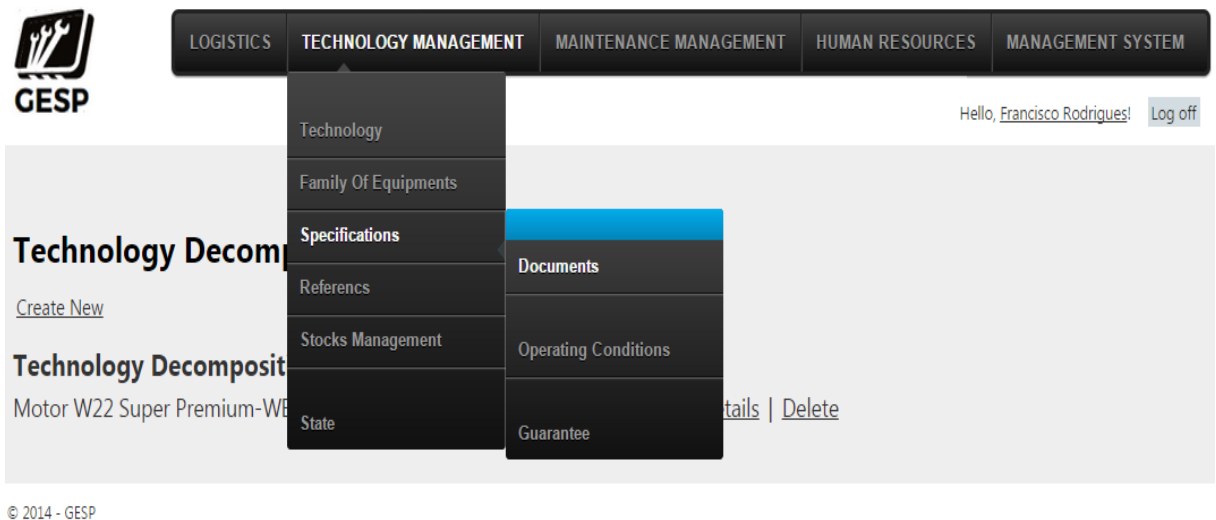 LOGISTICS TECHNOLOGY MANAGEMENT MAINTENANCE MANAGEMENT HUMAN RESOURCES MANAGEMENT SYSTEM
GESP
Hello, Francisco Rodrigues! Log off
Technology
Family Of Equipments
Specifications
Referencs
Stocks Management
State
Documents
Operating Conditions
Guarantee
Technology Decomp
Create New
Technology Decomposit
Motor W22 Super Premium-WE tails | Delete
© 2014 - GESP